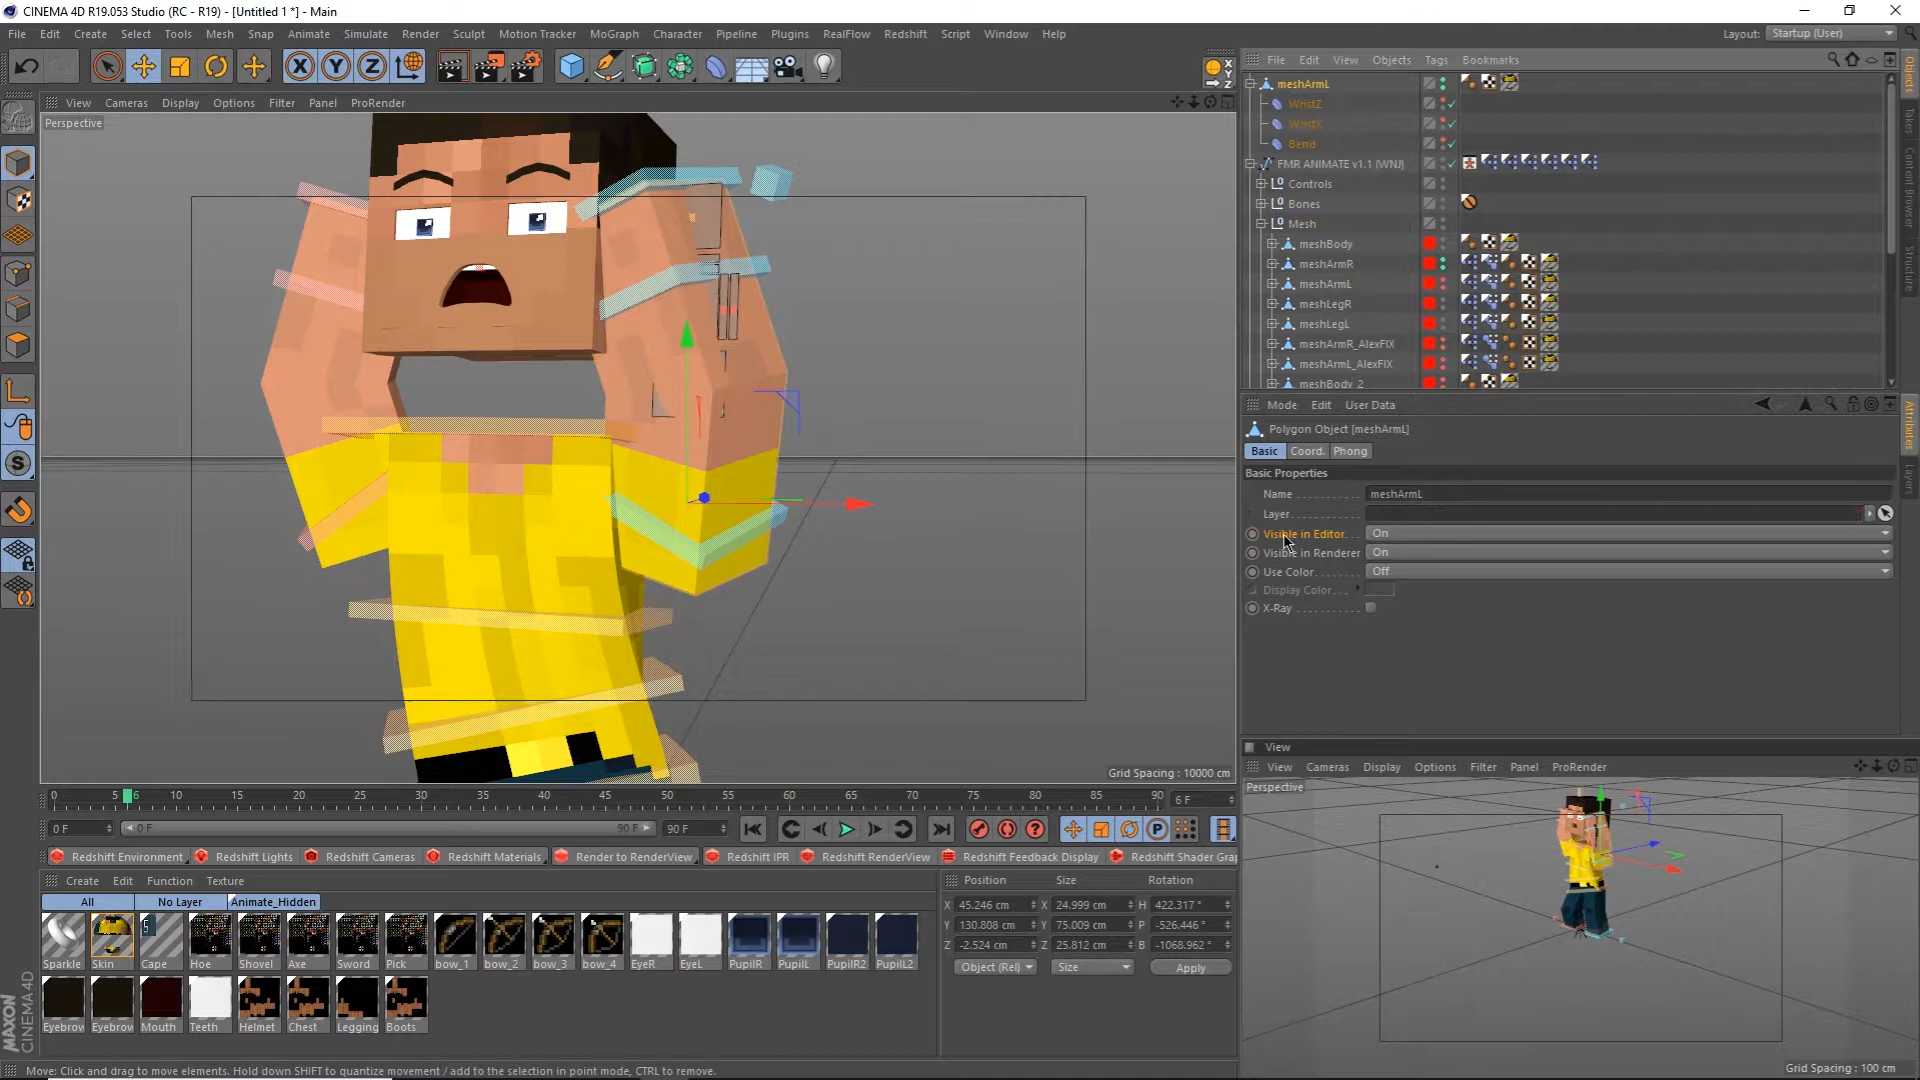 CINEMA 4D R19.053 Studio (RC - R19) - [Untitled 1 *] - Main
File Edit Create Select Tools Mesh Snap Animate Simulate Render Sculpt Motion Tracker MoGraph Character Pipeline Plugins RealFlow Redshift Script Window Help
Layout: Startup (User)
X Y Z
File Edit View Objects Tags Bookmarks
View Cameras Display Options Filter Panel ProRender
Perspective
meshArmL
WristZ
WristX
Bend
FMR ANIMATE v1.1 (WNJ)
Controls
Bones
Mesh
meshBody
meshArmR
meshArmL
meshLegR
meshLegL
meshArmR_AlexFIX
meshArmL_AlexFIX
meshBody 2
Objects
Takes
Content Browser
Structure
Mode Edit User Data
Polygon Object [meshArmL]
Basic Coord. Phong
Basic Properties
Name meshArmL
Layer
Visible in Editor On
Visible in Renderer On
Use Color Off
Display Color
X-Ray
Attributes
Layers
Grid Spacing : 10000 cm
View
View Cameras Display Options Filter Panel ProRender
Perspective
Grid Spacing : 100 cm
0 5 6 10 15 20 25 30 35 40 45 50 55 60 65 70 75 80 85 90 6 F
0 F 0 F 90 F 90 F
Redshift Environment Redshift Lights Redshift Cameras Redshift Materials Render to RenderView Redshift IPR Redshift RenderView Redshift Feedback Display Redshift Shader Grap
Create Edit Function Texture
All No Layer Animate_Hidden
Sparkle Skin Cape Hoe Shovel Axe Sword Pick bow_1 bow_2 bow_3 bow_4 EyeR EyeL PupilR PupilL PupilR2 PupilL2
Eyebrow Eyebrow Mouth Teeth Helmet Chest Legging Boots
Position Size Rotation
X 45.246 cm X 24.999 cm H 422.317 °
Y 130.808 cm Y 75.009 cm P -526.446 °
Z -2.524 cm Z 25.812 cm B -1068.962 °
Object (Rel) Size Apply
MAXON CINEMA 4D
Move: Click and drag to move elements. Hold down SHIFT to quantize movement / add to the selection in point mode, CTRL to remove.